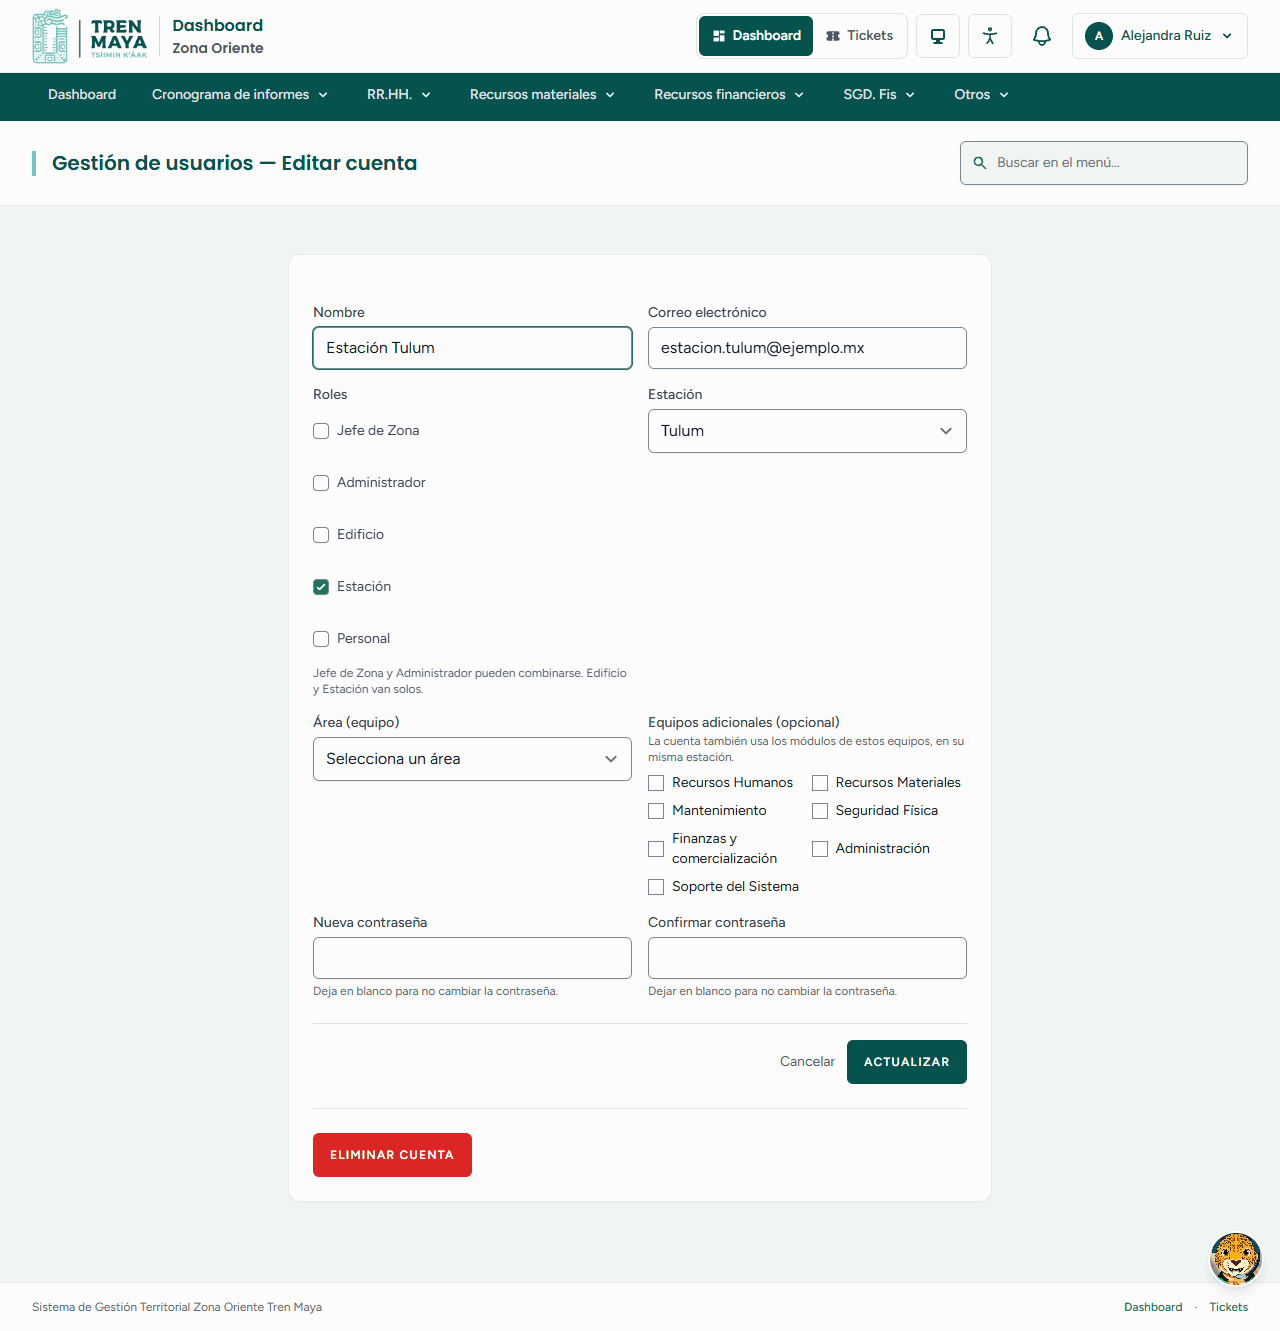 TREN
MAYA
TSÍIMIN K'ÁAK
Dashboard
Zona Oriente
Dashboard
Tickets
A
Alejandra Ruiz
Dashboard
Cronograma de informes
RR.HH.
Recursos materiales
Recursos financieros
SGD. Fis
Otros
Gestión de usuarios — Editar cuenta
Buscar en el menú...
Nombre
Correo electrónico
Estación Tulum
estacion.tulum@ejemplo.mx
Roles
Estación
Jefe de Zona
Tulum
Administrador
Edificio
Estación
Personal
Jefe de Zona y Administrador pueden combinarse. Edificio
y Estación van solos.
Área (equipo)
Equipos adicionales (opcional)
La cuenta también usa los módulos de estos equipos, en su
misma estación.
Selecciona un área
Recursos Humanos
Recursos Materiales
Mantenimiento
Seguridad Física
Finanzas y
comercialización
Administración
Soporte del Sistema
Nueva contraseña
Confirmar contraseña
Deja en blanco para no cambiar la contraseña.
Dejar en blanco para no cambiar la contraseña.
Cancelar
ACTUALIZAR
ELIMINAR CUENTA
Sistema de Gestión Territorial Zona Oriente Tren Maya
Dashboard · Tickets